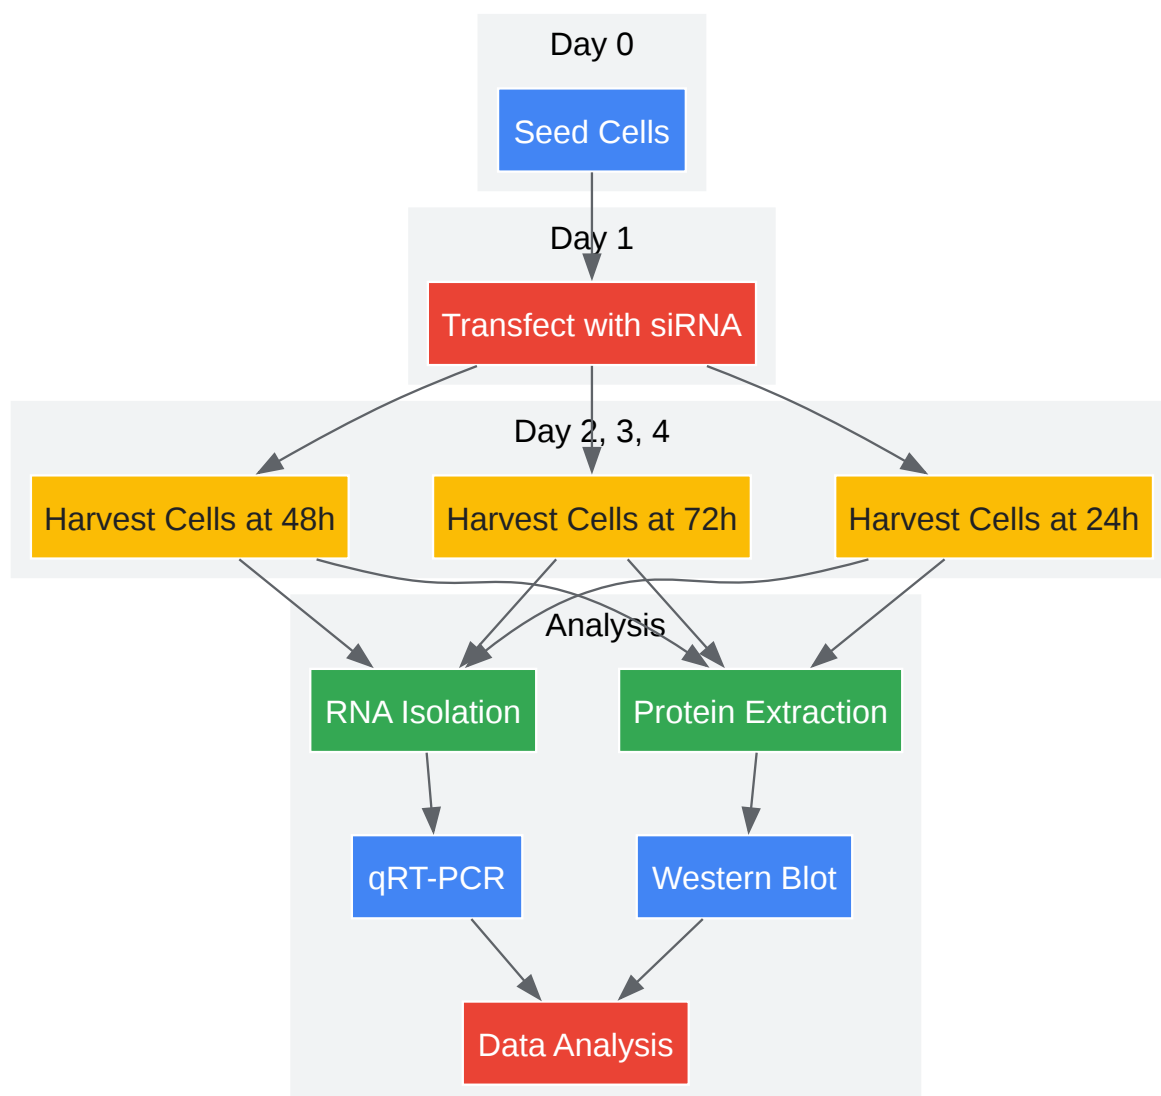 Day 0
Seed Cells
Day 1
Transfect with siRNA
Day 2, 3, 4
Harvest Cells at 48h
Harvest Cells at 72h
Harvest Cells at 24h
Analysis
RNA Isolation
Protein Extraction
qRT-PCR
Western Blot
Data Analysis